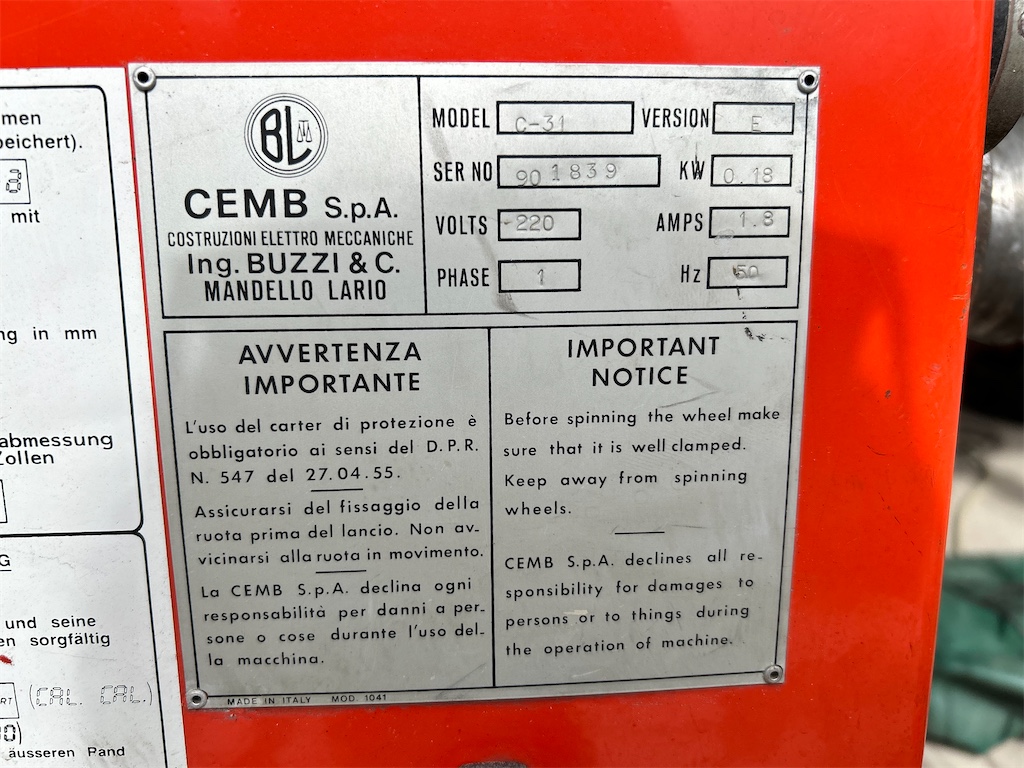 men
peichert).
a
mit
ng in mm
abmessung
Zollen
G
und seine
en sorgfältig
RT (CAL. CAL.)
äusseren Pand
BL
CEMB S.p.A.
COSTRUZIONI ELETTRO MECCANICHE
Ing. BUZZI & C.
MANDELLO LARIO
MODEL C-31 VERSION E
SER NO 901839 KW 0.18
VOLTS 220 AMPS 1.8
PHASE 1 Hz 50
AVVERTENZA
IMPORTANTE
L'uso del carter di protezione è
obbligatorio ai sensi del D.P.R.
N. 547 del 27.04.55.
Assicurarsi del fissaggio della
ruota prima del lancio. Non av-
vicinarsi alla ruota in movimento.
La CEMB S.p.A. declina ogni
responsabilità per danni a per-
sone o cose durante l'uso del-
la macchina.
IMPORTANT
NOTICE
Before spinning the wheel make
sure that it is well clamped.
Keep away from spinning
wheels.
CEMB S.p.A. declines all re-
sponsibility for damages to
persons or to things during
the operation of machine.
MADE IN ITALY MOD. 1041